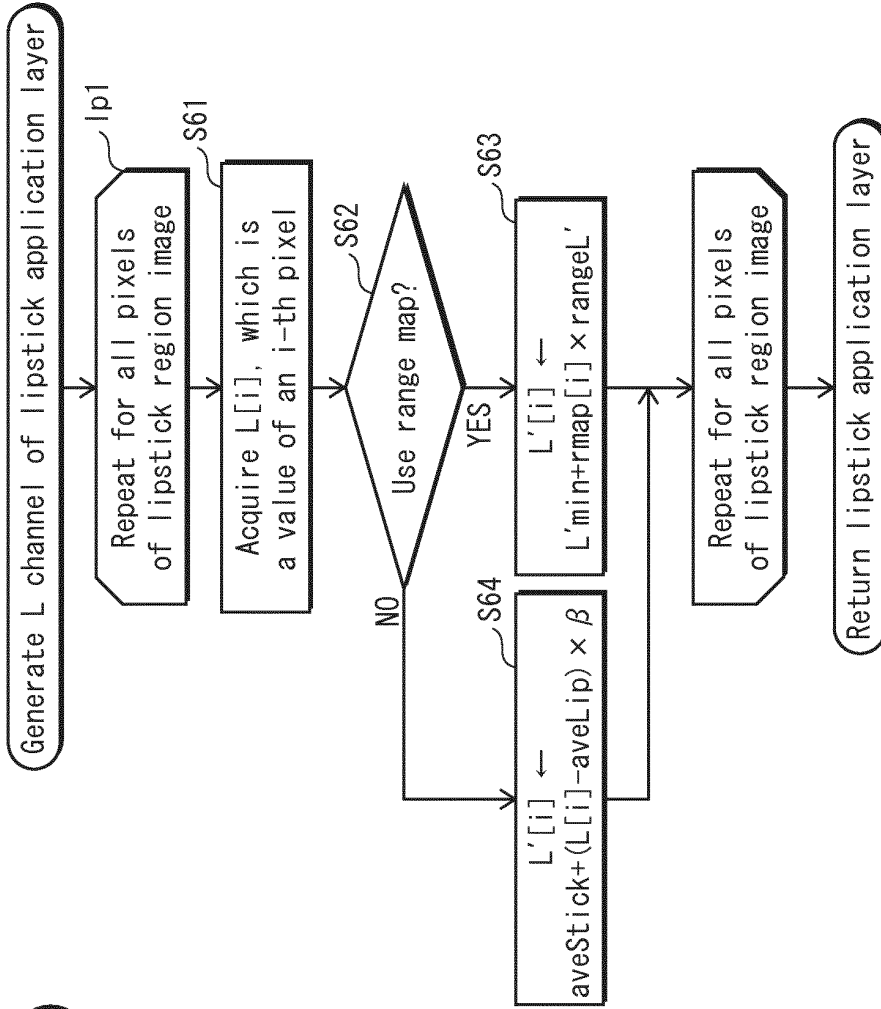 Generate L channel of lipstick application layer
lp1
Repeat for all pixels
of lipstick region image
S61
Acquire L[i], which is
a value of an i-th pixel
S62
Use range map?
NO
YES
S64
L'[i] ←
aveStick+(L[i]-aveLip) × β
S63
L'[i] ←
L'min+rmap[i] × rangeL'
Repeat for all pixels
of lipstick region image
Return lipstick application layer